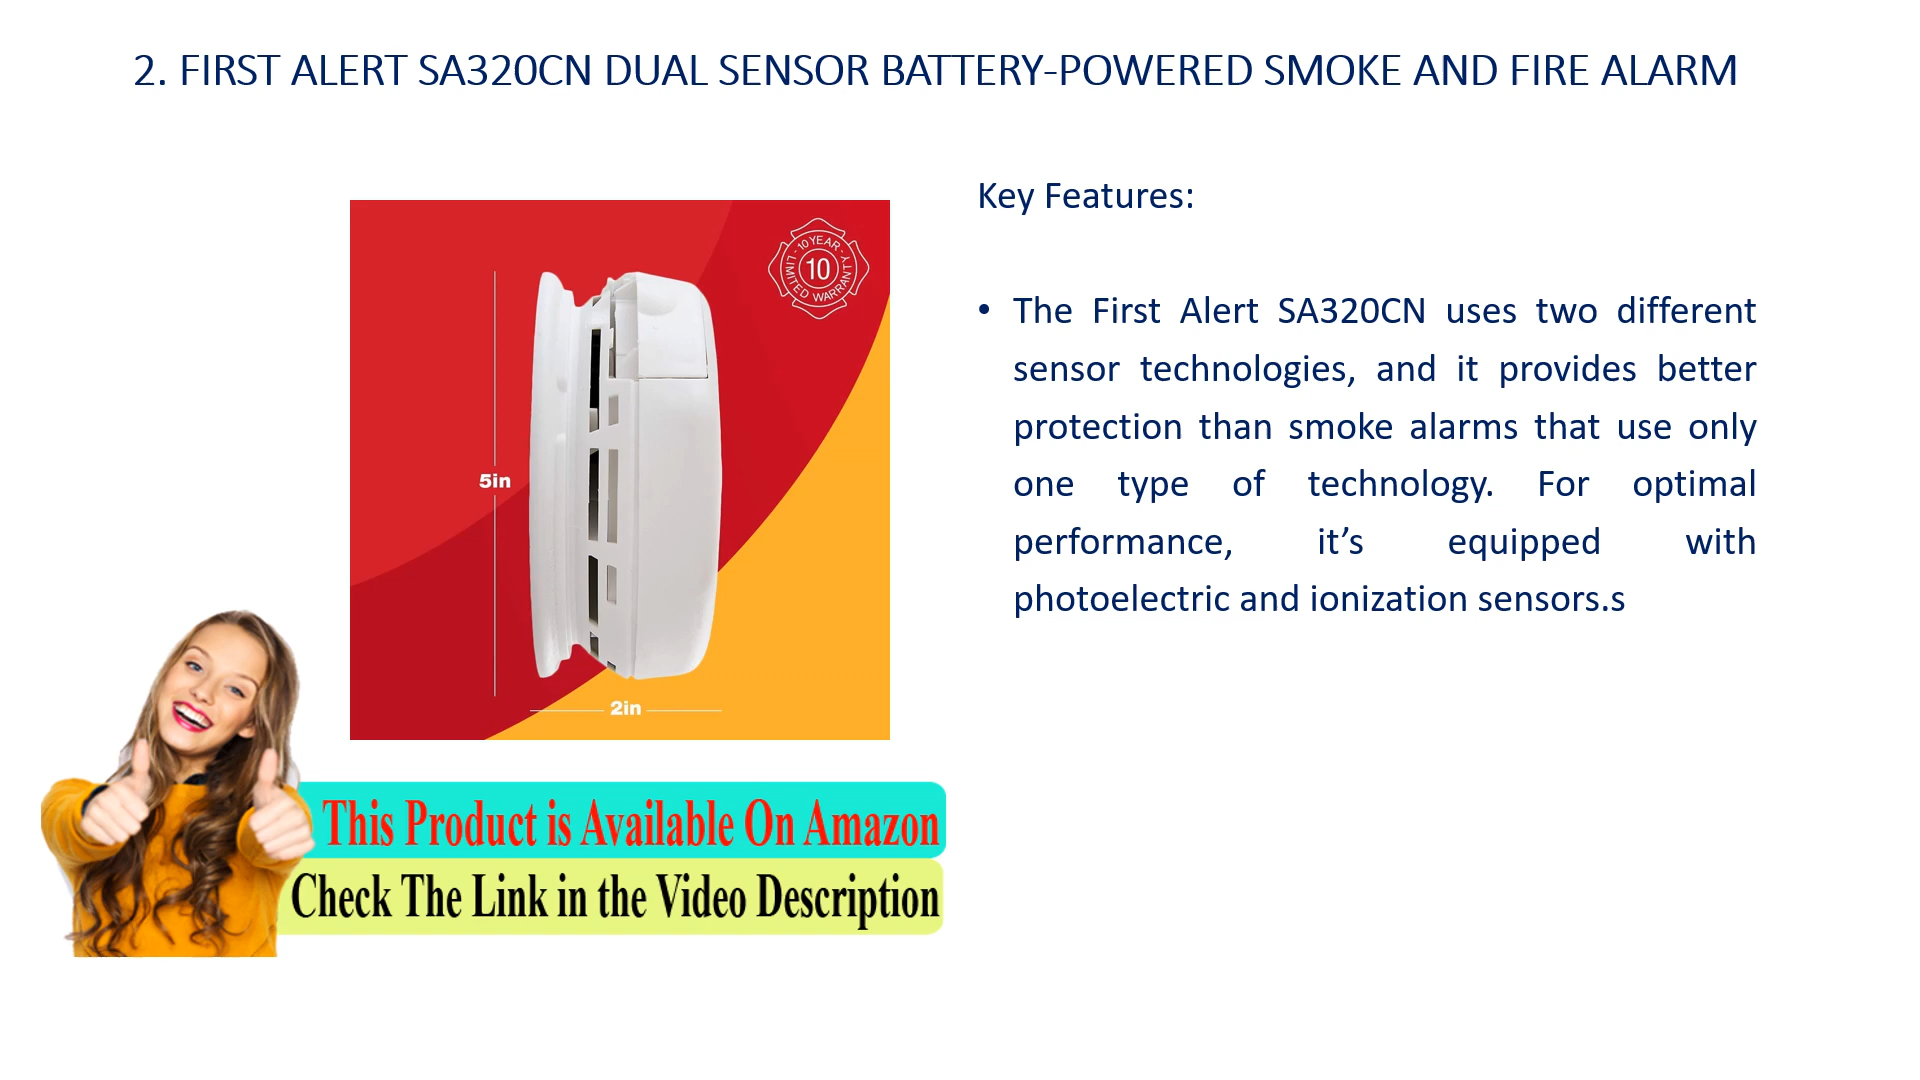 2. FIRST ALERT SA320CN DUAL SENSOR BATTERY-POWERED SMOKE AND FIRE ALARM
10 YEAR
10
LIMITED WARRANTY
5in
2in
Key Features:
• The First Alert SA320CN uses two different
sensor technologies, and it provides better
protection than smoke alarms that use only
one type of technology. For optimal
performance, it’s equipped with
photoelectric and ionization sensors.s
This Product is Available On Amazon
Check The Link in the Video Description